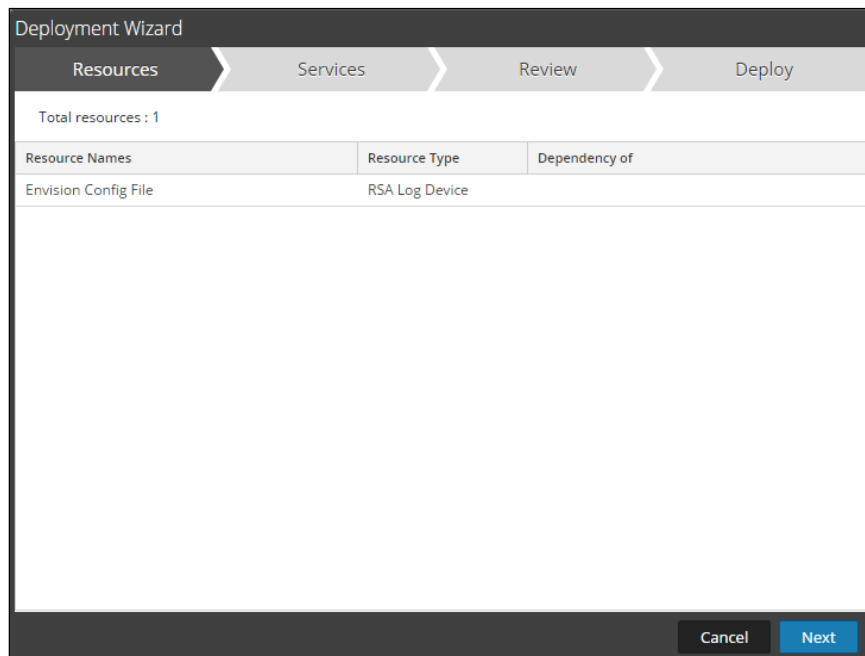 Deployment Wizard
Resources Services Review Deploy
Total resources : 1
Resource Names Resource Type Dependency of
Envision Config File RSA Log Device
Cancel Next